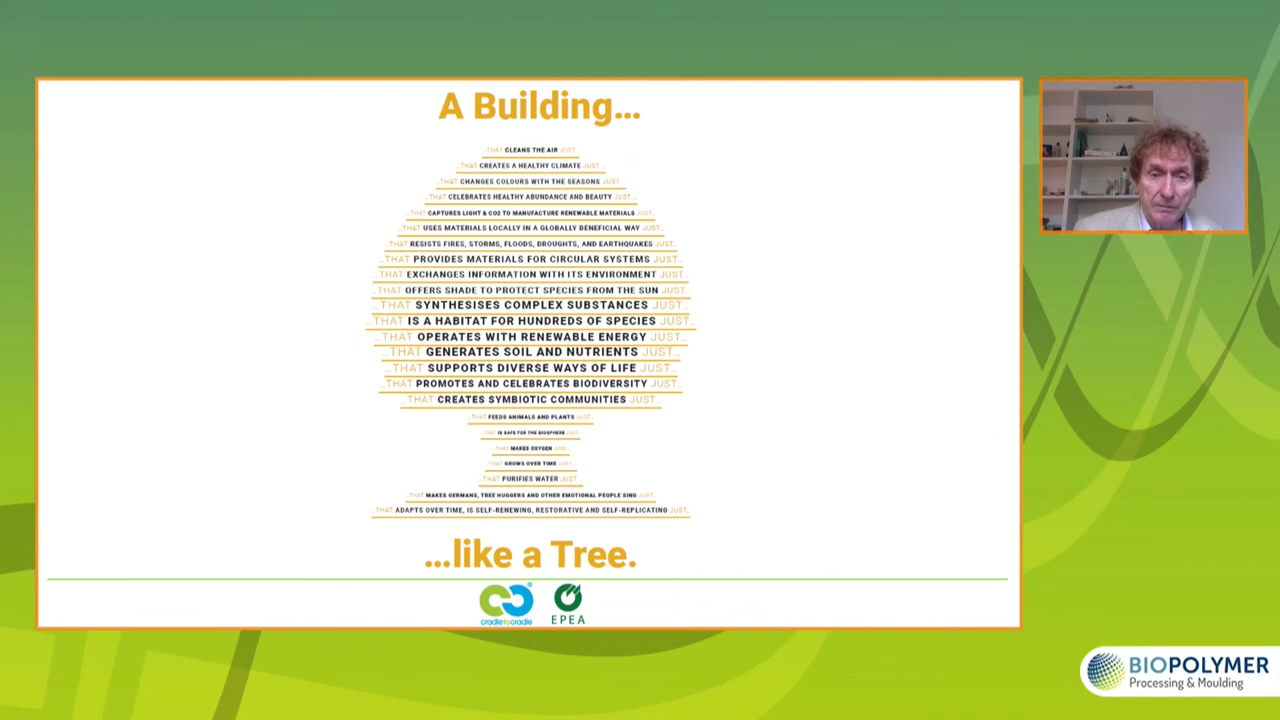 A Building...
...THAT CLEANS THE AIR JUST...
...THAT CREATES A HEALTHY CLIMATE JUST...
...THAT CHANGES COLOURS WITH THE SEASONS JUST...
...THAT CELEBRATES HEALTHY ABUNDANCE AND BEAUTY JUST...
...THAT CAPTURES LIGHT & CO2 TO MANUFACTURE RENEWABLE MATERIALS JUST...
...THAT USES MATERIALS LOCALLY IN A GLOBALLY BENEFICIAL WAY JUST...
...THAT RESISTS FIRES, STORMS, FLOODS, DROUGHTS, AND EARTHQUAKES JUST...
...THAT PROVIDES MATERIALS FOR CIRCULAR SYSTEMS JUST...
...THAT EXCHANGES INFORMATION WITH ITS ENVIRONMENT JUST...
...THAT OFFERS SHADE TO PROTECT SPECIES FROM THE SUN JUST...
...THAT SYNTHESISES COMPLEX SUBSTANCES JUST...
...THAT IS A HABITAT FOR HUNDREDS OF SPECIES JUST...
...THAT OPERATES WITH RENEWABLE ENERGY JUST...
...THAT GENERATES SOIL AND NUTRIENTS JUST...
...THAT SUPPORTS DIVERSE WAYS OF LIFE JUST...
...THAT PROMOTES AND CELEBRATES BIODIVERSITY JUST...
...THAT CREATES SYMBIOTIC COMMUNITIES JUST...
...THAT FEEDS ANIMALS AND PLANTS JUST...
...THAT IS SAFE FOR THE BIOSPHERE JUST...
...THAT MAKES OXYGEN JUST...
...THAT GROWS OVER TIME JUST...
...THAT PURIFIES WATER JUST...
...THAT MAKES GERMANS, TREE HUGGERS AND OTHER EMOTIONAL PEOPLE SING JUST...
...THAT ADAPTS OVER TIME, IS SELF-RENEWING, RESTORATIVE AND SELF-REPLICATING JUST...
...like a Tree.
®
cradletocradle
EPEA
BIOPOLYMER
Processing & Moulding